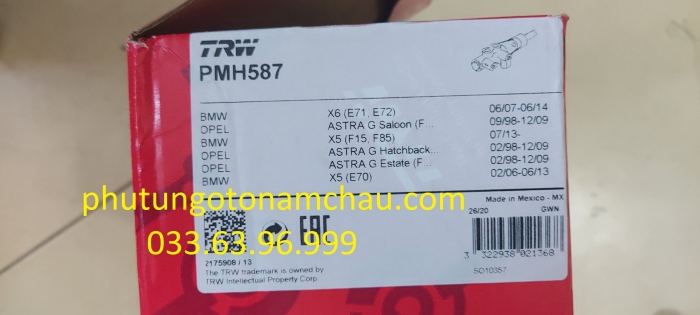 TRW
PMH587
BMW X6 (E71, E72) 06/07-06/14
OPEL ASTRA G Saloon (F... 09/98-12/09
BMW X5 (F15, F85) 07/13-
OPEL ASTRA G Hatchback... 02/98-12/09
OPEL ASTRA G Estate (F... 02/98-12/09
BMW X5 (E70) 02/06-06/13
phutungotonamchau.com
Made in Mexico - MX
26/20 GWN
EAC
033.63.96.999
3 322938 021368
2175908 / 13
SO10357
The TRW trademark is owned by
TRW Intellectual Property Corp.